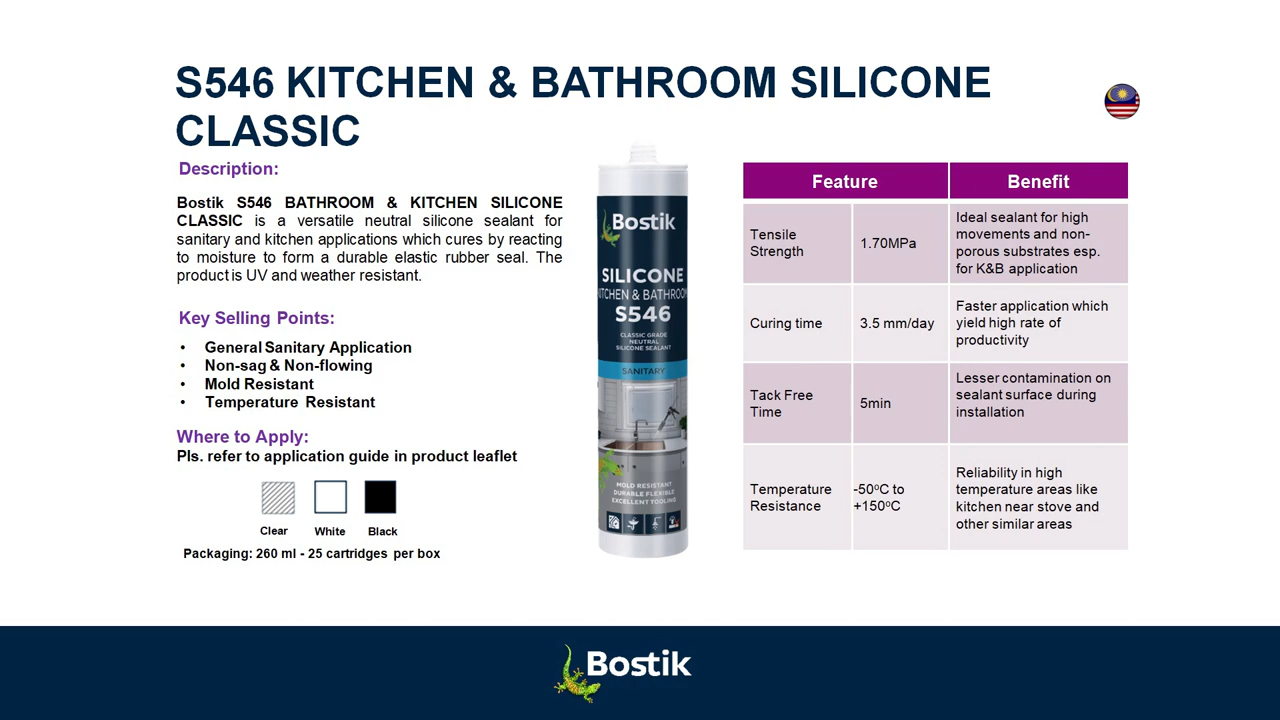 S546 KITCHEN & BATHROOM SILICONE
CLASSIC
Description:
Bostik S546 BATHROOM & KITCHEN SILICONE
CLASSIC is a versatile neutral silicone sealant for
sanitary and kitchen applications which cures by reacting
to moisture to form a durable elastic rubber seal. The
product is UV and weather resistant.
Key Selling Points:
• General Sanitary Application
• Non-sag & Non-flowing
• Mold Resistant
• Temperature Resistant
Where to Apply:
Pls. refer to application guide in product leaflet
Clear White Black
Packaging: 260 ml - 25 cartridges per box
Bostik
SILICONE
KITCHEN & BATHROOM
S546
CLASSIC GRADE
NEUTRAL
SILICONE SEALANT
SANITARY
MOLD RESISTANT
DURABLE FLEXIBLE
EXCELLENT TOOLING
Feature Benefit
Tensile
Strength
1.70MPa
Ideal sealant for high
movements and non-
porous substrates esp.
for K&B application
Curing time
3.5 mm/day
Faster application which
yield high rate of
productivity
Tack Free
Time
5min
Lesser contamination on
sealant surface during
installation
Temperature
Resistance
-50ºC to
+150ºC
Reliability in high
temperature areas like
kitchen near stove and
other similar areas
Bostik